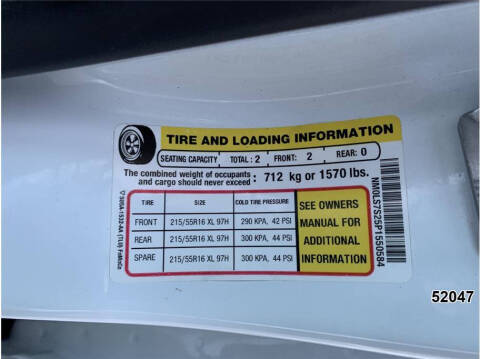 TIRE AND LOADING INFORMATION
SEATING CAPACITY TOTAL : 2 FRONT: 2 REAR: 0
The combined weight of occupants and cargo should never exceed : 712 kg or 1570 lbs.
TIRE SIZE COLD TIRE PRESSURE
FRONT 215/55R16 XL 97H 290 KPA, 42 PSI
REAR 215/55R16 XL 97H 300 KPA, 44 PSI
SPARE 215/55R16 XL 97H 300 KPA, 44 PSI
SEE OWNERS
MANUAL FOR
ADDITIONAL
INFORMATION
NM0LS7S25P1550584
52047